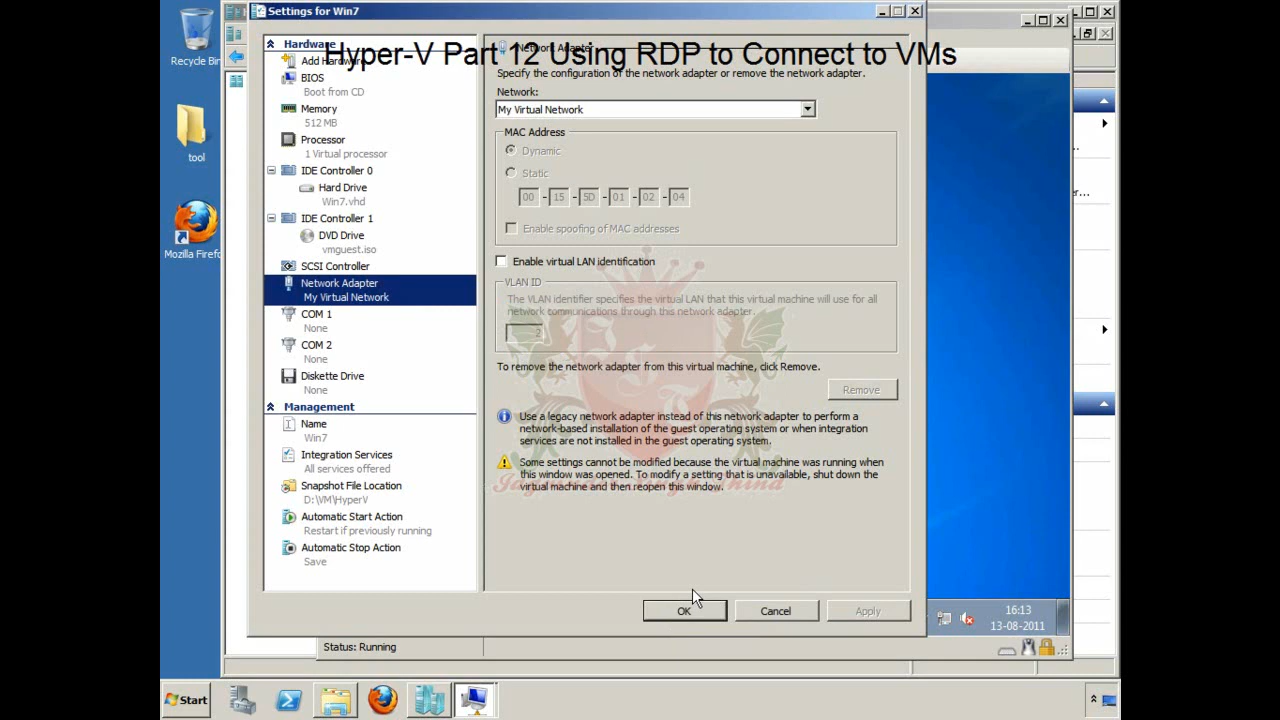 Settings for Win7
Hyper-V Part 12 Using RDP to Connect to VMs
Recycle Bin
tool
Mozilla Firefo
Hardware
Add Hardware
BIOS
Boot from CD
Memory
512 MB
Processor
1 Virtual processor
IDE Controller 0
Hard Drive
Win7.vhd
IDE Controller 1
DVD Drive
vmguest.iso
SCSI Controller
Network Adapter
My Virtual Network
COM 1
None
COM 2
None
Diskette Drive
None
Management
Name
Win7
Integration Services
All services offered
Snapshot File Location
D:\VM\HyperV
Automatic Start Action
Restart if previously running
Automatic Stop Action
Save
Network Adapter
Specify the configuration of the network adapter or remove the network adapter.
Network:
My Virtual Network
MAC Address
Dynamic
Static
00 - 15 - 5D - 01 - 02 - 04
Enable spoofing of MAC addresses
Enable virtual LAN identification
VLAN ID
The VLAN identifier specifies the virtual LAN that this virtual machine will use for all
network communications through this network adapter.
2
To remove the network adapter from this virtual machine, click Remove.
Remove
Use a legacy network adapter instead of this network adapter to perform a
network-based installation of the guest operating system or when integration
services are not installed in the guest operating system.
Some settings cannot be modified because the virtual machine was running when
this window was opened. To modify a setting that is unavailable, shut down the
virtual machine and then reopen this window.
OK
Cancel
Apply
16:13
13-08-2011
Status: Running
Start